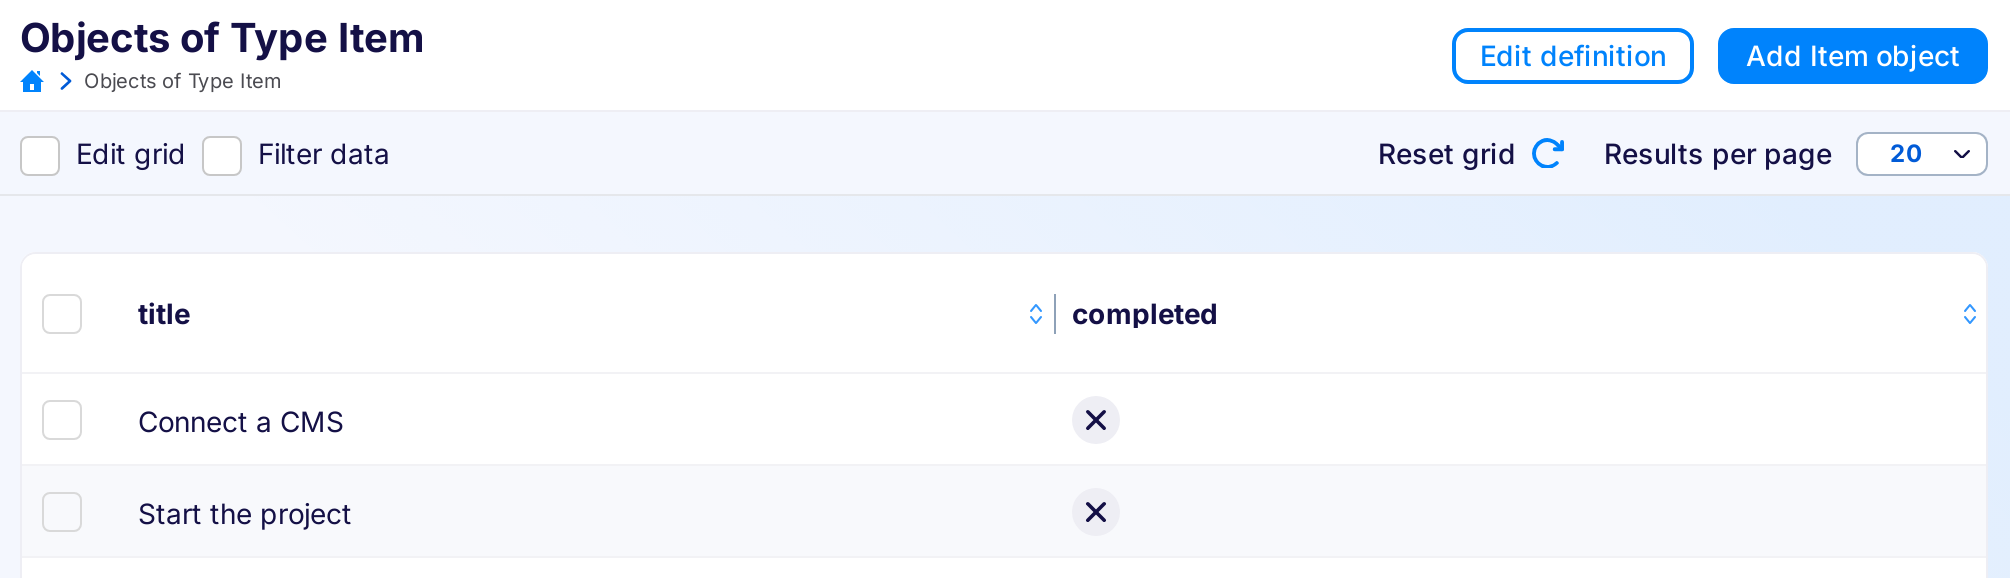 Objects of Type Item
Edit definition
Add Item object
Objects of Type Item
Edit grid
Filter data
Reset grid
Results per page
20
title
completed
Connect a CMS
Start the project